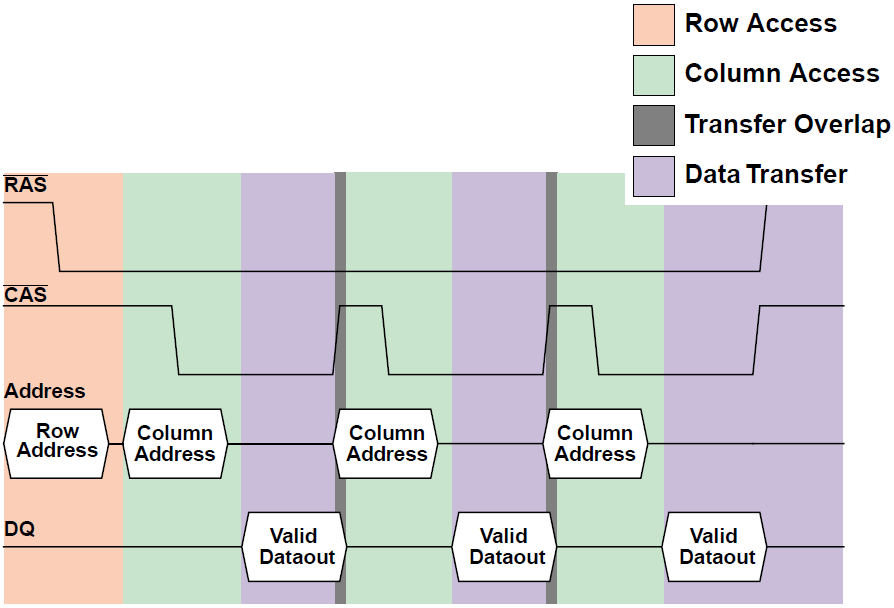 Row Access
Column Access
Transfer Overlap
Data Transfer
RAS
CAS
Address
Row
Address
Column
Address
Column
Address
Column
Address
DQ
Valid
Dataout
Valid
Dataout
Valid
Dataout